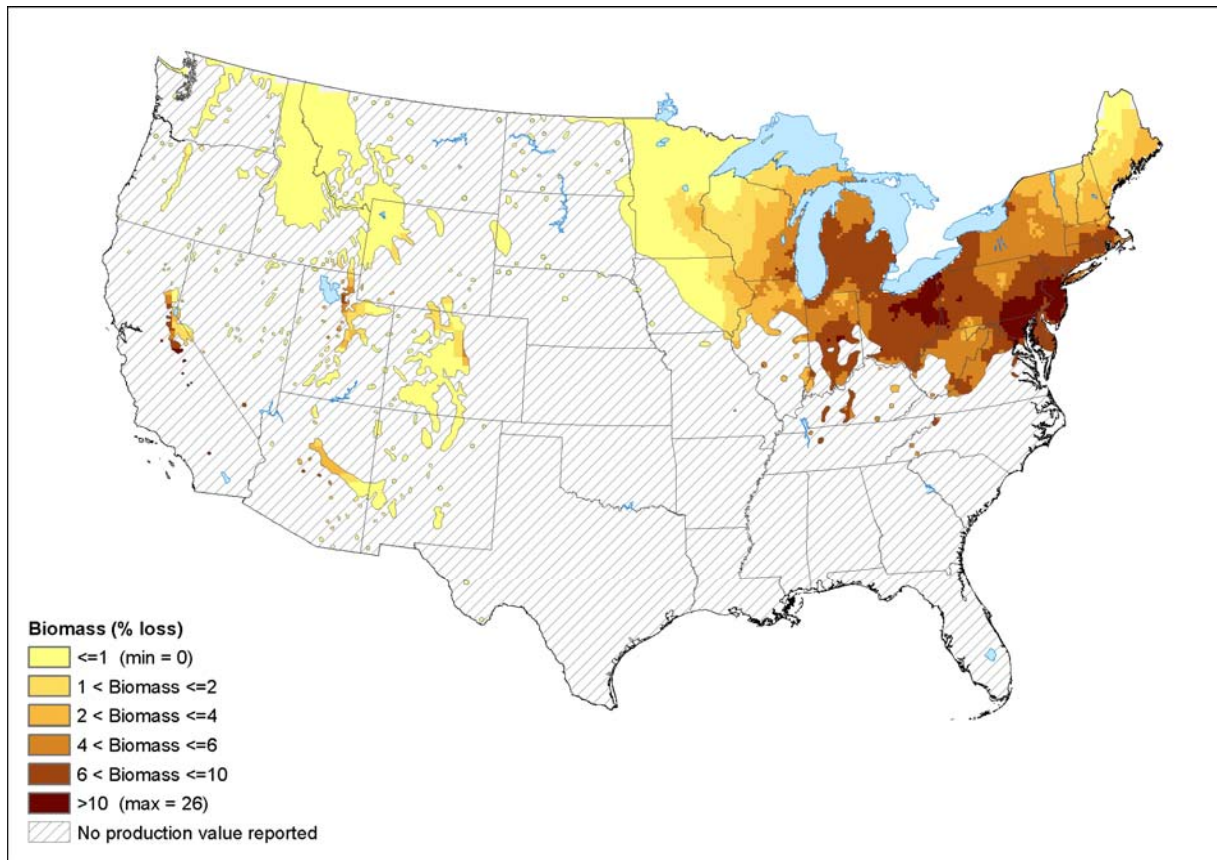 Biomass (% loss)
<=1 (min = 0)
1 < Biomass <=2
2 < Biomass <=4
4 < Biomass <=6
6 < Biomass <=10
>10 (max = 26)
No production value reported